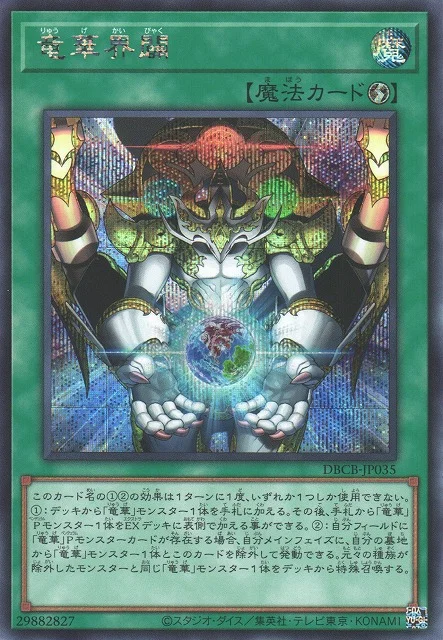 竜華界闢
魔
【魔法カード】
DBCB-JP035
このカード名の①②の効果は1ターンに1度、いずれか1つしか使用できない。
①：デッキから「竜華」モンスター1体を手札に加える。その後、手札から「竜華」
Pモンスター1体をEXデッキに表側で加える事ができる。②：自分フィールドに
「竜華」Pモンスターカードが存在する場合、自分メインフェイズに、自分の墓地
から「竜華」モンスター1体とこのカードを除外して発動できる。元々の種族が
除外したモンスターと同じ「竜華」モンスター1体をデッキから特殊召喚する。
29882827
©スタジオ・ダイス／集英社・テレビ東京・KONAMI